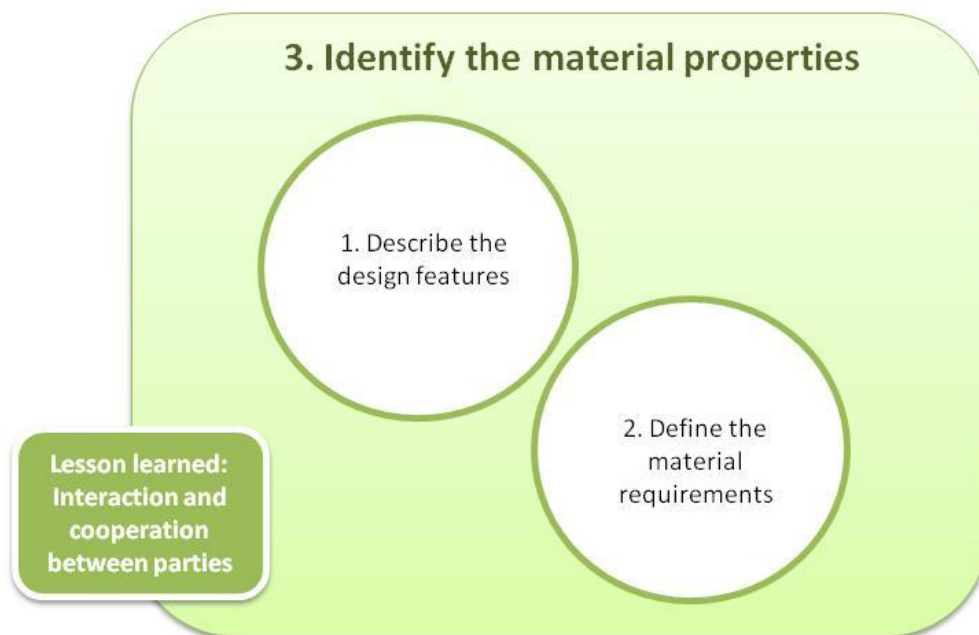 3. Identify the material properties
1. Describe the
design features
2. Define the
material
requirements
Lesson learned:
Interaction and
cooperation
between parties